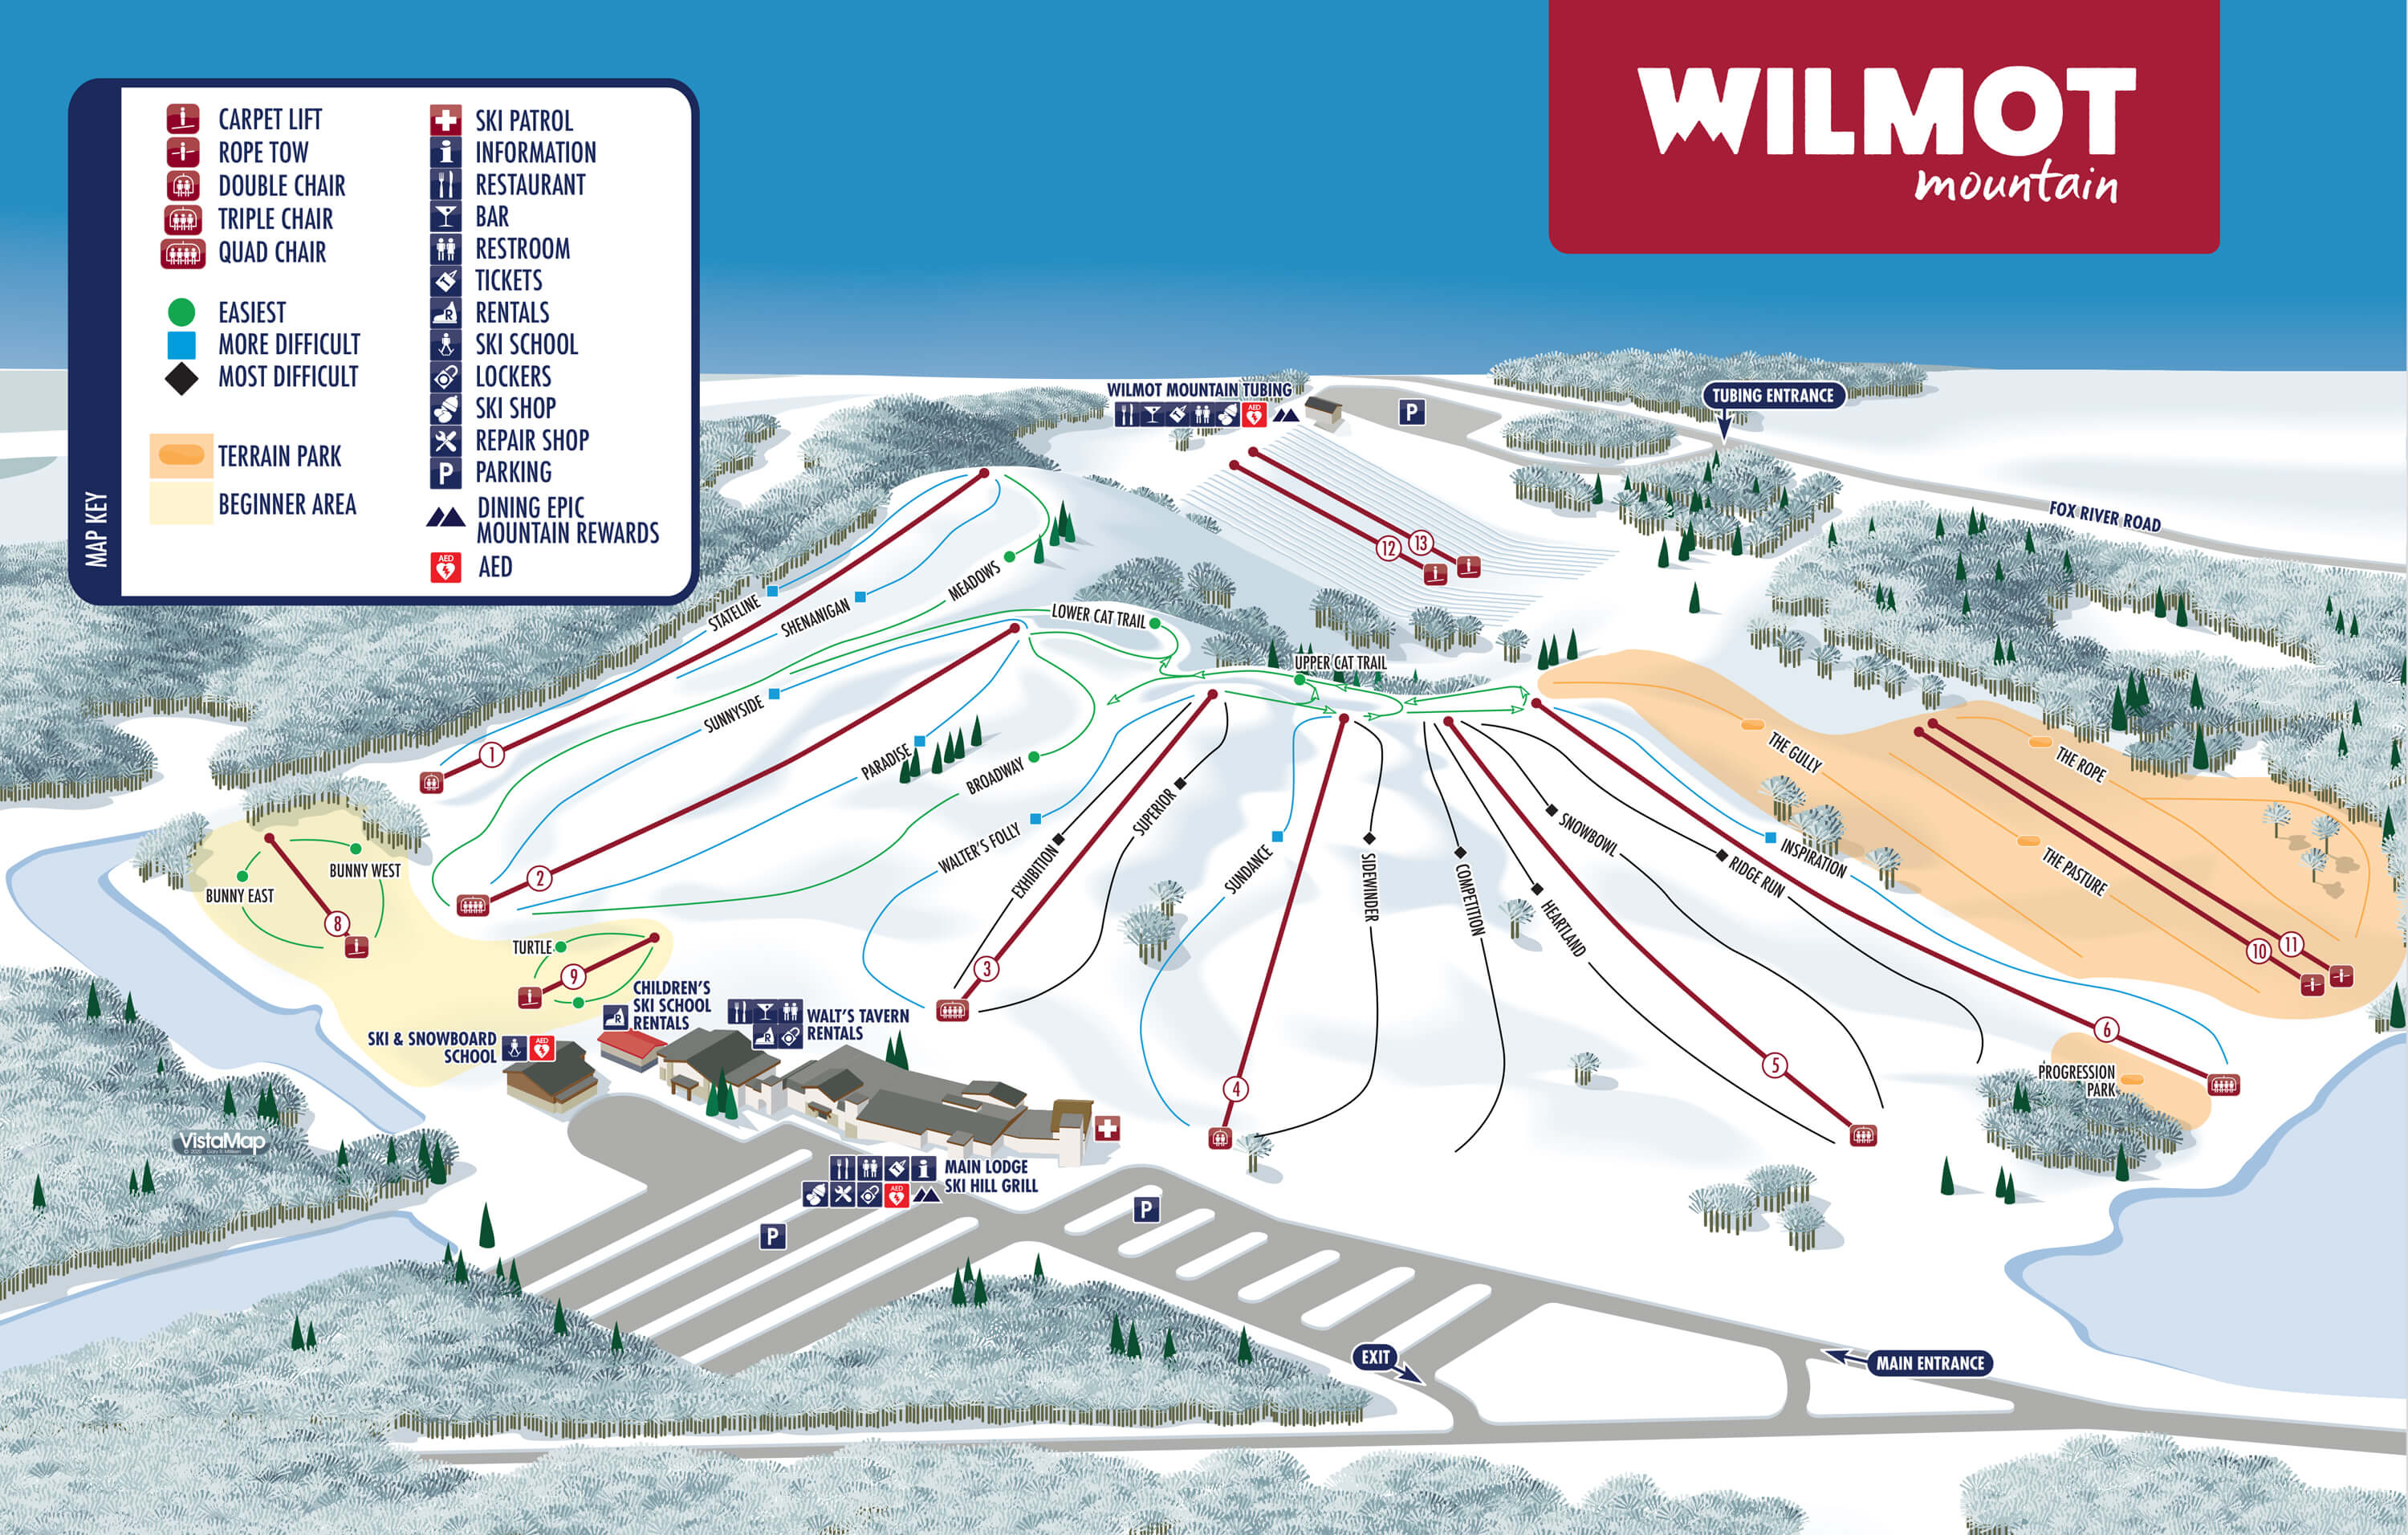 WILMOT
mountain
MAP KEY
CARPET LIFT
ROPE TOW
DOUBLE CHAIR
TRIPLE CHAIR
QUAD CHAIR
EASIEST
MORE DIFFICULT
MOST DIFFICULT
TERRAIN PARK
BEGINNER AREA
SKI PATROL
INFORMATION
RESTAURANT
BAR
RESTROOM
TICKETS
R
RENTALS
SKI SCHOOL
LOCKERS
SKI SHOP
REPAIR SHOP
P
PARKING
DINING EPIC
MOUNTAIN REWARDS
AED
AED
WILMOT MOUNTAIN TUBING
AED
P
TUBING ENTRANCE
FOX RIVER ROAD
12
13
STATELINE
SHENANIGAN
MEADOWS
LOWER CAT TRAIL
UPPER CAT TRAIL
1
SUNNYSIDE
PARADISE
BROADWAY
2
WALTER'S FOLLY
EXHIBITION
SUPERIOR
3
SUNDANCE
SIDEWINDER
4
COMPETITION
HEARTLAND
SNOWBOWL
RIDGE RUN
INSPIRATION
5
6
THE GULLY
THE ROPE
THE PASTURE
10
11
PROGRESSION
PARK
BUNNY WEST
BUNNY EAST
8
TURTLE
9
CHILDREN'S
SKI SCHOOL
RENTALS
R
WALT'S TAVERN
RENTALS
R
SKI & SNOWBOARD
SCHOOL
AED
MAIN LODGE
SKI HILL GRILL
AED
P
P
EXIT
MAIN ENTRANCE
VistaMap